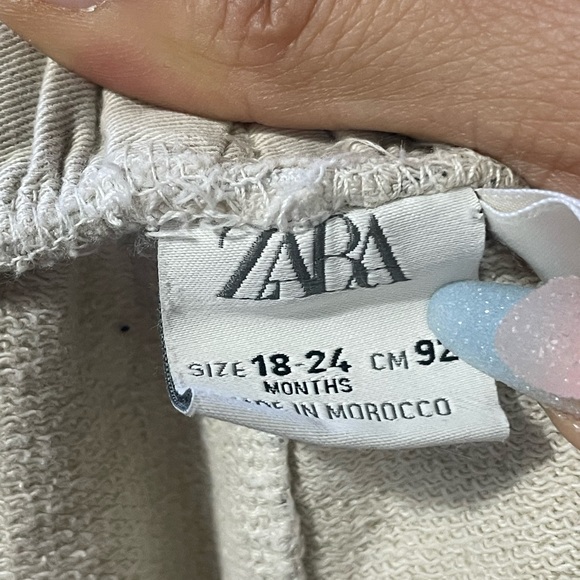 ZARA
SIZE 18-24 CM 92
MONTHS
IN MOROCCO